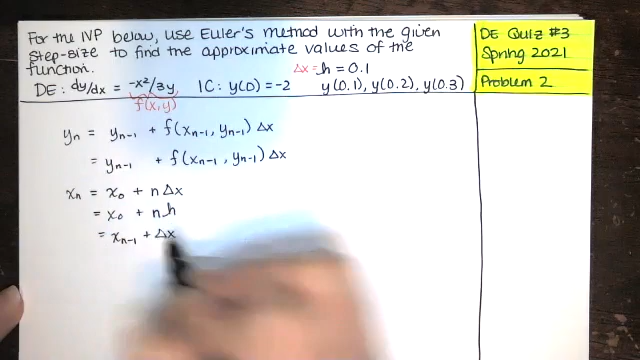 For the IVP below, use Euler's method with the given
step-size to find the approximate values of the
function.
Δx = h = 0.1
DE: dy/dx = -x²/3y IC: y(0) = -2 y(0.1), y(0.2), y(0.3)
f(x,y)
DE Quiz #3
Spring 2021
Problem 2
yₙ = yₙ₋₁ + f(xₙ₋₁, yₙ₋₁) Δx
= yₙ₋₁ + f(xₙ₋₁, yₙ₋₁) Δx
xₙ = x₀ + nΔx
= x₀ + nh
= xₙ₋₁ + Δx